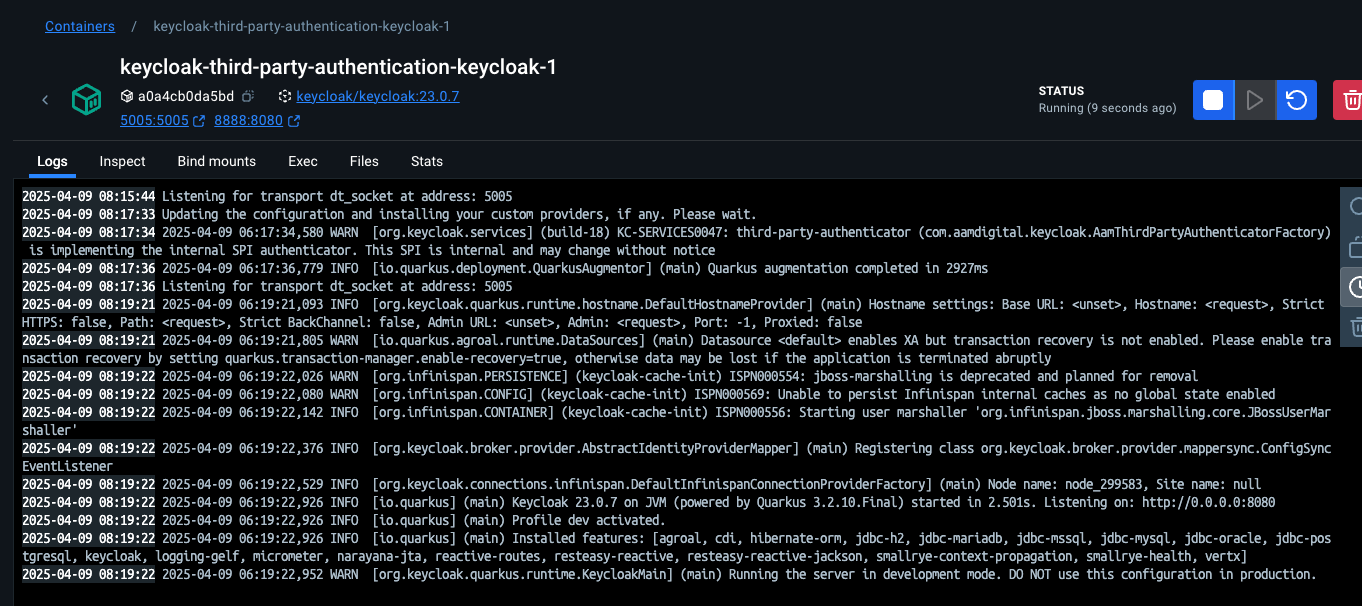 Containers / keycloak-third-party-authentication-keycloak-1
keycloak-third-party-authentication-keycloak-1
a0a4cb0da5bd keycloak/keycloak:23.0.7
5005:5005 8888:8080
STATUS
Running (9 seconds ago)
Logs Inspect Bind mounts Exec Files Stats
2025-04-09 08:15:44 Listening for transport dt_socket at address: 5005
2025-04-09 08:17:33 Updating the configuration and installing your custom providers, if any. Please wait.
2025-04-09 08:17:34 2025-04-09 06:17:34,580 WARN  [org.keycloak.services] (build-18) KC-SERVICES0047: third-party-authenticator (com.aamdigital.keycloak.AamThirdPartyAuthenticatorFactory)
is implementing the internal SPI authenticator. This SPI is internal and may change without notice
2025-04-09 08:17:36 2025-04-09 06:17:36,779 INFO  [io.quarkus.deployment.QuarkusAugmentor] (main) Quarkus augmentation completed in 2927ms
2025-04-09 08:17:36 Listening for transport dt_socket at address: 5005
2025-04-09 08:19:21 2025-04-09 06:19:21,093 INFO  [org.keycloak.quarkus.runtime.hostname.DefaultHostnameProvider] (main) Hostname settings: Base URL: <unset>, Hostname: <request>, Strict
HTTPS: false, Path: <request>, Strict BackChannel: false, Admin URL: <unset>, Admin: <request>, Port: -1, Proxied: false
2025-04-09 08:19:21 2025-04-09 06:19:21,805 WARN  [io.quarkus.agroal.runtime.DataSources] (main) Datasource <default> enables XA but transaction recovery is not enabled. Please enable tra
nsaction recovery by setting quarkus.transaction-manager.enable-recovery=true, otherwise data may be lost if the application is terminated abruptly
2025-04-09 08:19:22 2025-04-09 06:19:22,026 WARN  [org.infinispan.PERSISTENCE] (keycloak-cache-init) ISPN000554: jboss-marshalling is deprecated and planned for removal
2025-04-09 08:19:22 2025-04-09 06:19:22,080 WARN  [org.infinispan.CONFIG] (keycloak-cache-init) ISPN000569: Unable to persist Infinispan internal caches as no global state enabled
2025-04-09 08:19:22 2025-04-09 06:19:22,142 INFO  [org.infinispan.CONTAINER] (keycloak-cache-init) ISPN000556: Starting user marshaller 'org.infinispan.jboss.marshalling.core.JBossUserMar
shaller'
2025-04-09 08:19:22 2025-04-09 06:19:22,376 INFO  [org.keycloak.broker.provider.AbstractIdentityProviderMapper] (main) Registering class org.keycloak.broker.provider.mappersync.ConfigSync
EventListener
2025-04-09 08:19:22 2025-04-09 06:19:22,529 INFO  [org.keycloak.connections.infinispan.DefaultInfinispanConnectionProviderFactory] (main) Node name: node_299583, Site name: null
2025-04-09 08:19:22 2025-04-09 06:19:22,926 INFO  [io.quarkus] (main) Keycloak 23.0.7 on JVM (powered by Quarkus 3.2.10.Final) started in 2.501s. Listening on: http://0.0.0.0:8080
2025-04-09 08:19:22 2025-04-09 06:19:22,926 INFO  [io.quarkus] (main) Profile dev activated.
2025-04-09 08:19:22 2025-04-09 06:19:22,926 INFO  [io.quarkus] (main) Installed features: [agroal, cdi, hibernate-orm, jdbc-h2, jdbc-mariadb, jdbc-mssql, jdbc-mysql, jdbc-oracle, jdbc-pos
tgresql, keycloak, logging-gelf, micrometer, narayana-jta, reactive-routes, resteasy-reactive, resteasy-reactive-jackson, smallrye-context-propagation, smallrye-health, vertx]
2025-04-09 08:19:22 2025-04-09 06:19:22,952 WARN  [org.keycloak.quarkus.runtime.KeycloakMain] (main) Running the server in development mode. DO NOT use this configuration in production.